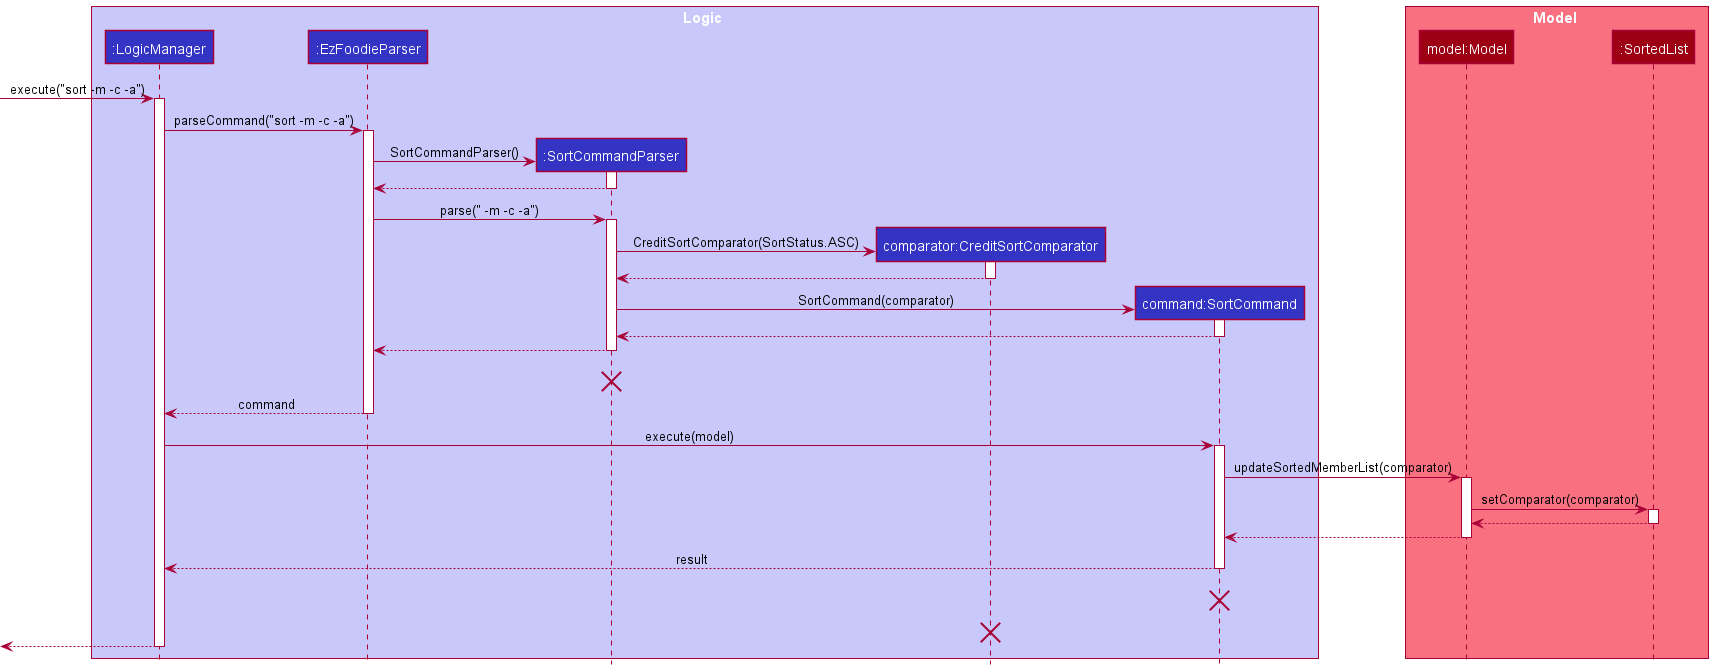 Logic
Model
:LogicManager
:EzFoodieParser
model:Model
:SortedList
execute("sort -m -c -a")
parseCommand("sort -m -c -a")
SortCommandParser()
:SortCommandParser
parse(" -m -c -a")
CreditSortComparator(SortStatus.ASC)
comparator:CreditSortComparator
SortCommand(comparator)
command:SortCommand
command
execute(model)
updateSortedMemberList(comparator)
setComparator(comparator)
result